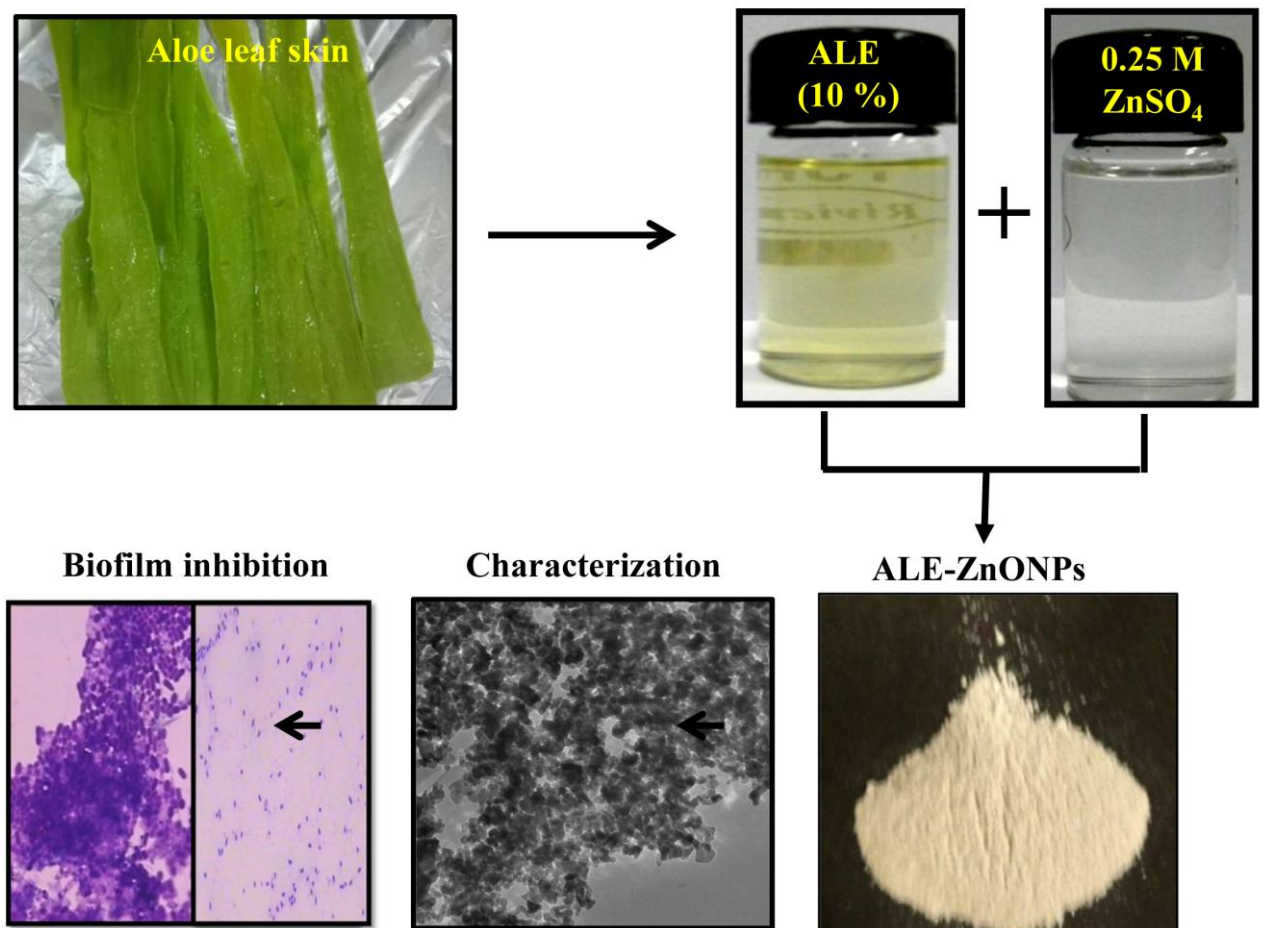 Aloe leaf skin
ALE
(10 %)
0.25 M
ZnSO₄
+
Biofilm inhibition
Characterization
ALE-ZnONPs